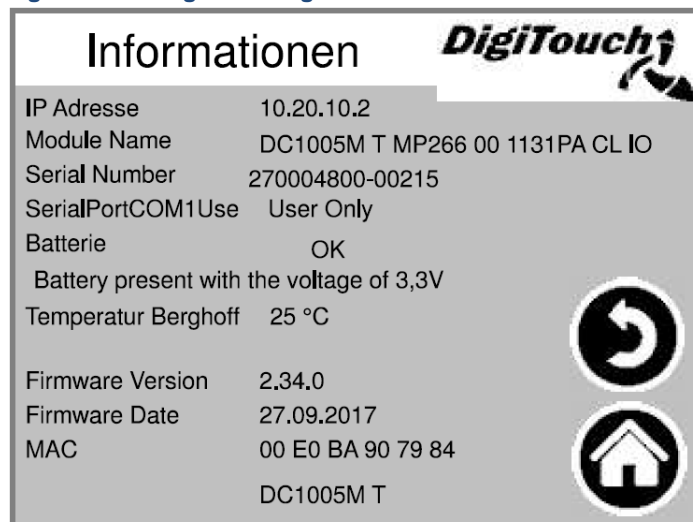 Informationen
DigiTouch
IP Adresse 10.20.10.2
Module Name DC1005M T MP266 00 1131PA CL IO
Serial Number 270004800-00215
SerialPortCOM1Use User Only
Batterie OK
Battery present with the voltage of 3,3V
Temperatur Berghoff 25 °C
Firmware Version 2.34.0
Firmware Date 27.09.2017
MAC 00 E0 BA 90 79 84
DC1005M T